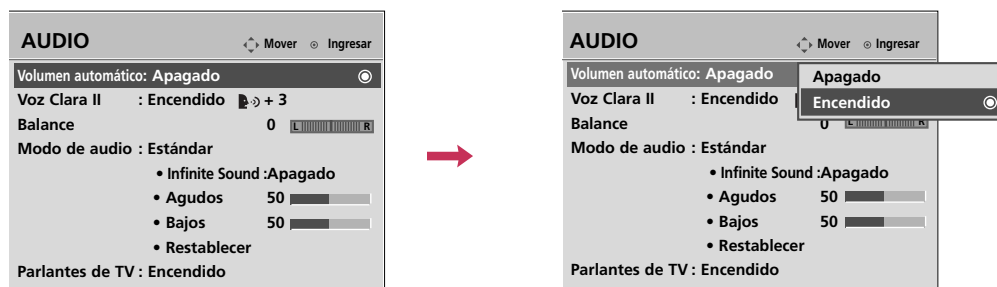 AUDIO
Mover Ingresar
Volumen automático: Apagado
Voz Clara II : Encendido + 3
Balance 0 L R
Modo de audio : Estándar
• Infinite Sound :Apagado
• Agudos 50
• Bajos 50
• Restablecer
Parlantes de TV : Encendido
AUDIO
Mover Ingresar
Volumen automático: Apagado
Apagado
Encendido
Voz Clara II : Encendido
Balance 0 L R
Modo de audio : Estándar
• Infinite Sound :Apagado
• Agudos 50
• Bajos 50
• Restablecer
Parlantes de TV : Encendido